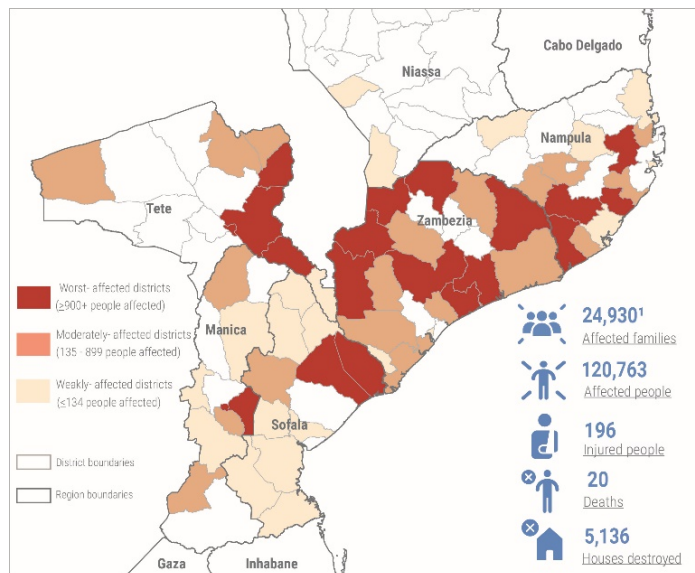 Cabo Delgado
Niassa
Nampula
Tete
Zambezia
Worst- affected districts
(≥900+ people affected)
Manica
Moderately- affected districts
(135 - 899 people affected)
Weakly- affected districts
(≤134 people affected)
Sofala
District boundaries
Region boundaries
Gaza
Inhabane
24,930¹
Affected families
120,763
Affected people
196
Injured people
20
Deaths
5,136
Houses destroyed